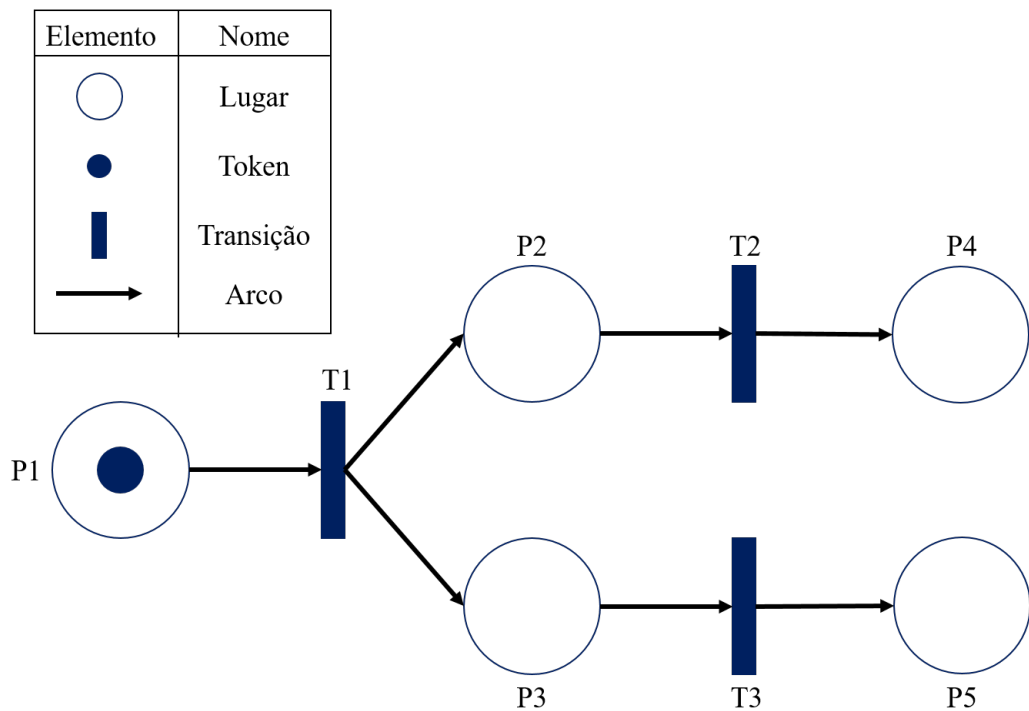 Elemento Nome
Lugar
Token
Transição
Arco
P2 T2 P4
T1
P1
P3 T3 P5